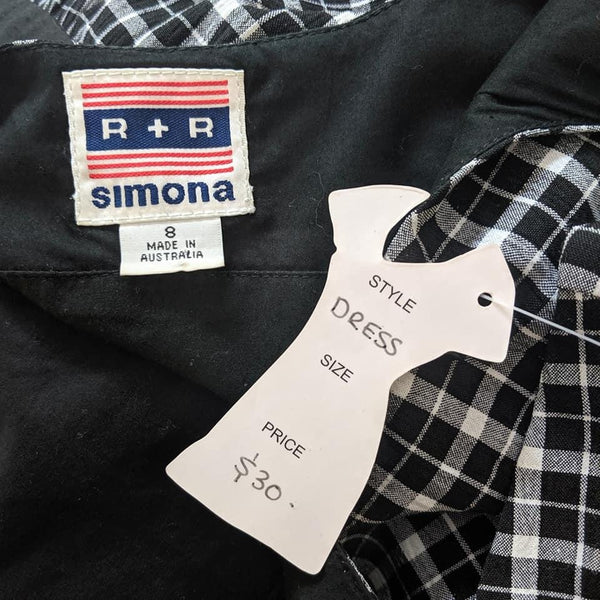 R + R
simona
8
MADE IN
AUSTRALIA
STYLE
DRESS
SIZE
PRICE
$30.